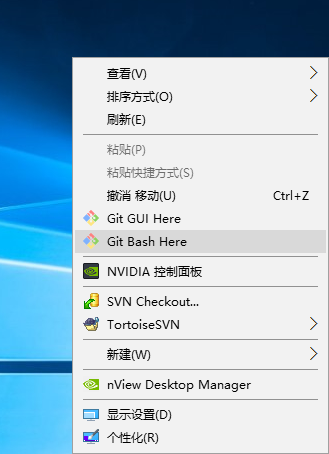 查看(V)
排序方式(O)
刷新(E)
粘贴(P)
粘贴快捷方式(S)
撤消 移动(U) Ctrl+Z
Git GUI Here
Git Bash Here
NVIDIA 控制面板
SVN Checkout...
TortoiseSVN
新建(W)
nView Desktop Manager
显示设置(D)
个性化(R)